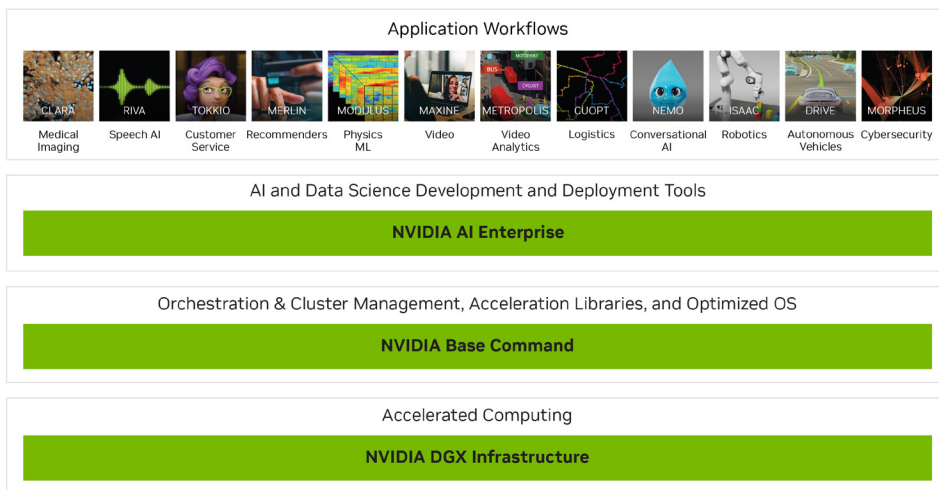 Application Workflows
CLARA RIVA TOKKIO MERLIN MODULUS MAXINE METROPOLIS CUOPT NEMO ISAAC DRIVE MORPHEUS
Medical Imaging
Speech AI
Customer Service
Recommenders
Physics ML
Video
Video Analytics
Logistics
Conversational AI
Robotics
Autonomous Vehicles
Cybersecurity
BUS
MOTORBIKE
CYCLIST
AI and Data Science Development and Deployment Tools
NVIDIA AI Enterprise
Orchestration & Cluster Management, Acceleration Libraries, and Optimized OS
NVIDIA Base Command
Accelerated Computing
NVIDIA DGX Infrastructure